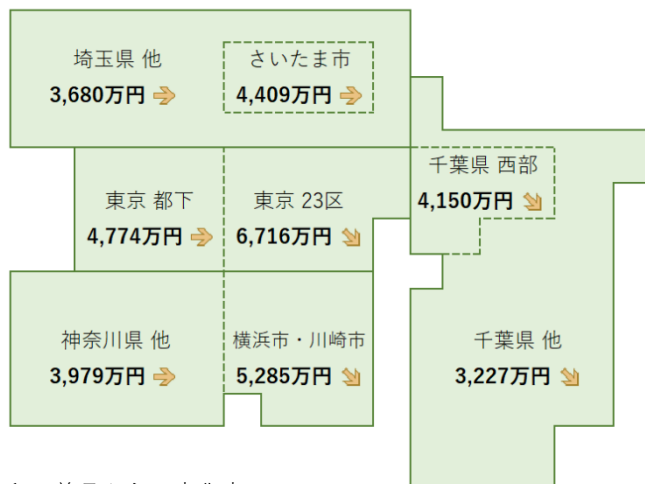 埼玉県 他
3,680万円
さいたま市
4,409万円
千葉県 西部
4,150万円
東京 都下
4,774万円
東京 23区
6,716万円
神奈川県 他
3,979万円
横浜市・川崎市
5,285万円
千葉県 他
3,227万円